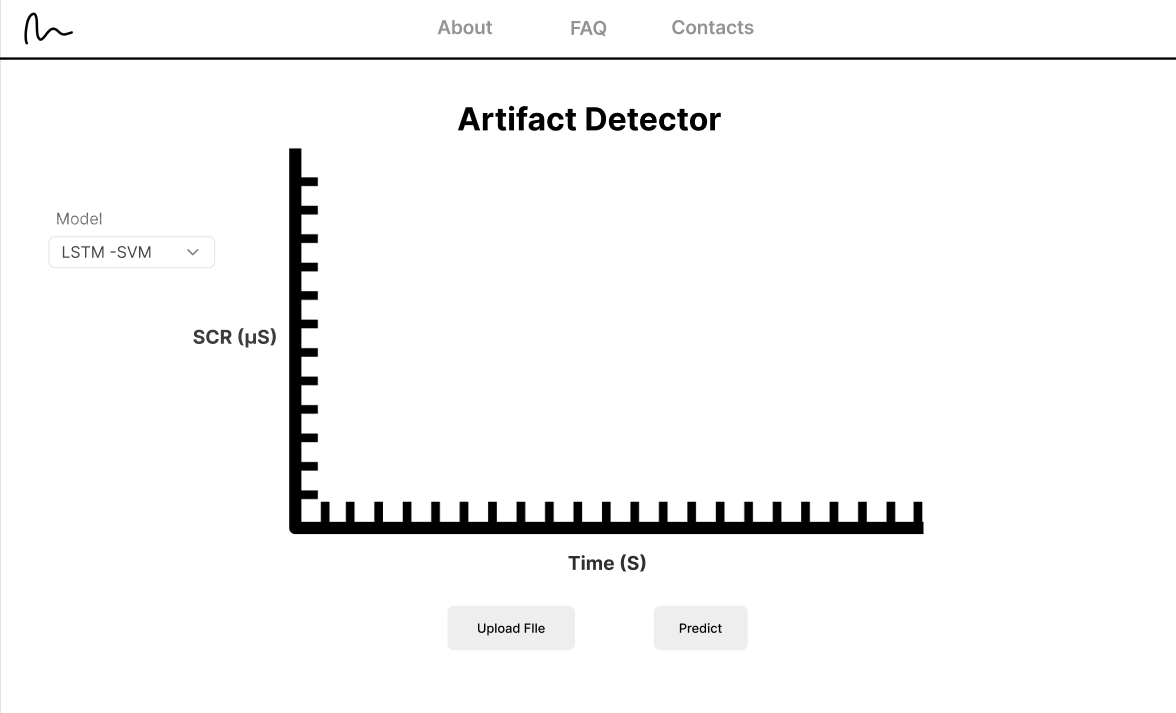 About FAQ Contacts
Artifact Detector
Model
LSTM -SVM
SCR (µS)
Time (S)
Upload FIle Predict